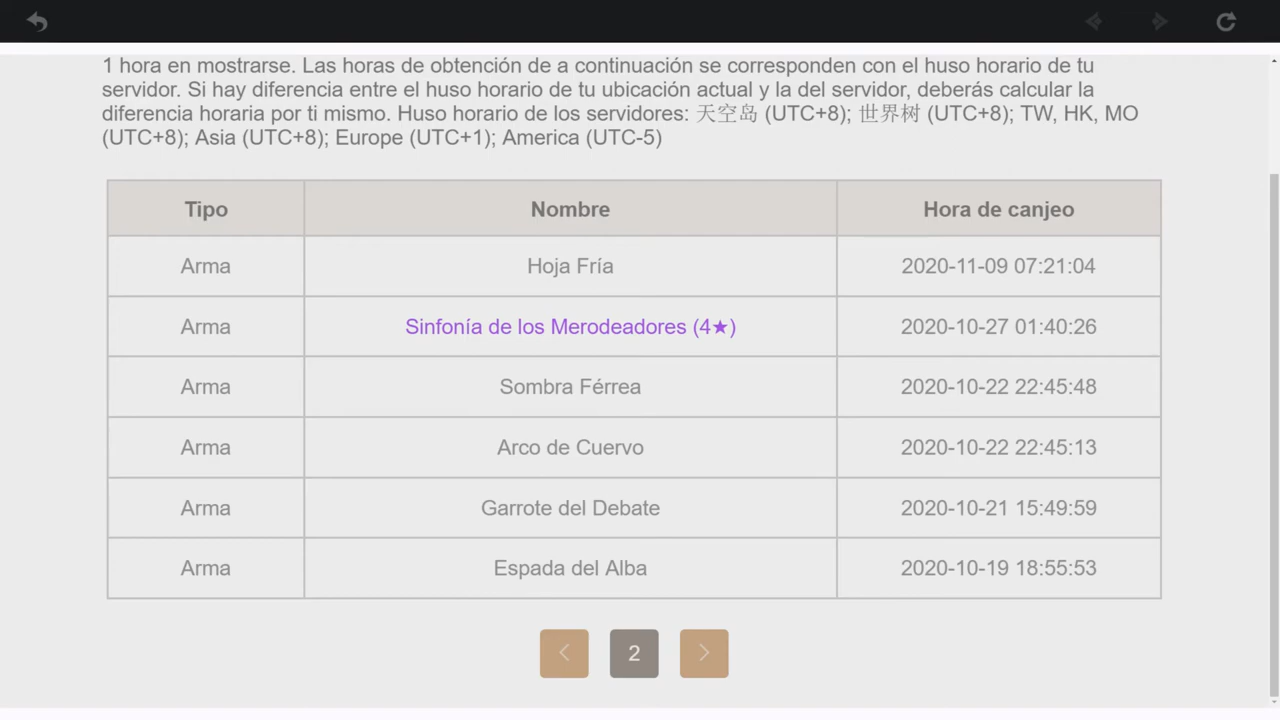 1 hora en mostrarse. Las horas de obtención de a continuación se corresponden con el huso horario de tu
servidor. Si hay diferencia entre el huso horario de tu ubicación actual y la del servidor, deberás calcular la
diferencia horaria por ti mismo. Huso horario de los servidores: 天空岛 (UTC+8); 世界树 (UTC+8); TW, HK, MO
(UTC+8); Asia (UTC+8); Europe (UTC+1); America (UTC-5)
Tipo Nombre Hora de canjeo
Arma Hoja Fría 2020-11-09 07:21:04
Arma Sinfonía de los Merodeadores (4★) 2020-10-27 01:40:26
Arma Sombra Férrea 2020-10-22 22:45:48
Arma Arco de Cuervo 2020-10-22 22:45:13
Arma Garrote del Debate 2020-10-21 15:49:59
Arma Espada del Alba 2020-10-19 18:55:53
2